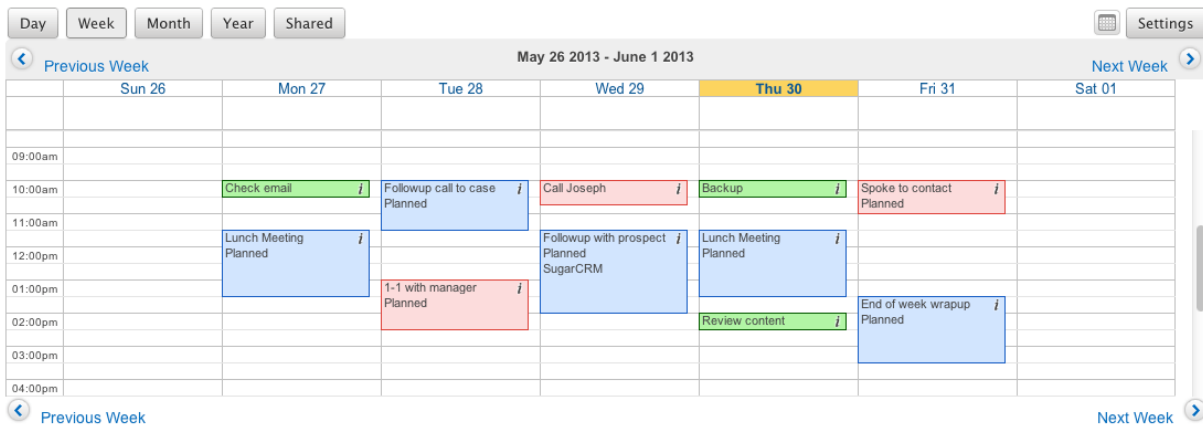 Day Week Month Year Shared Settings
Previous Week May 26 2013 - June 1 2013 Next Week
Sun 26 Mon 27 Tue 28 Wed 29 Thu 30 Fri 31 Sat 01
09:00am
10:00am
Check email i
Followup call to case i
Planned
Call Joseph i
Backup i
Spoke to contact i
Planned
11:00am
Lunch Meeting i
Planned
Followup with prospect i
Planned
SugarCRM
Lunch Meeting i
Planned
12:00pm
01:00pm
1-1 with manager i
Planned
End of week wrapup i
Planned
02:00pm
Review content i
03:00pm
04:00pm
Previous Week Next Week